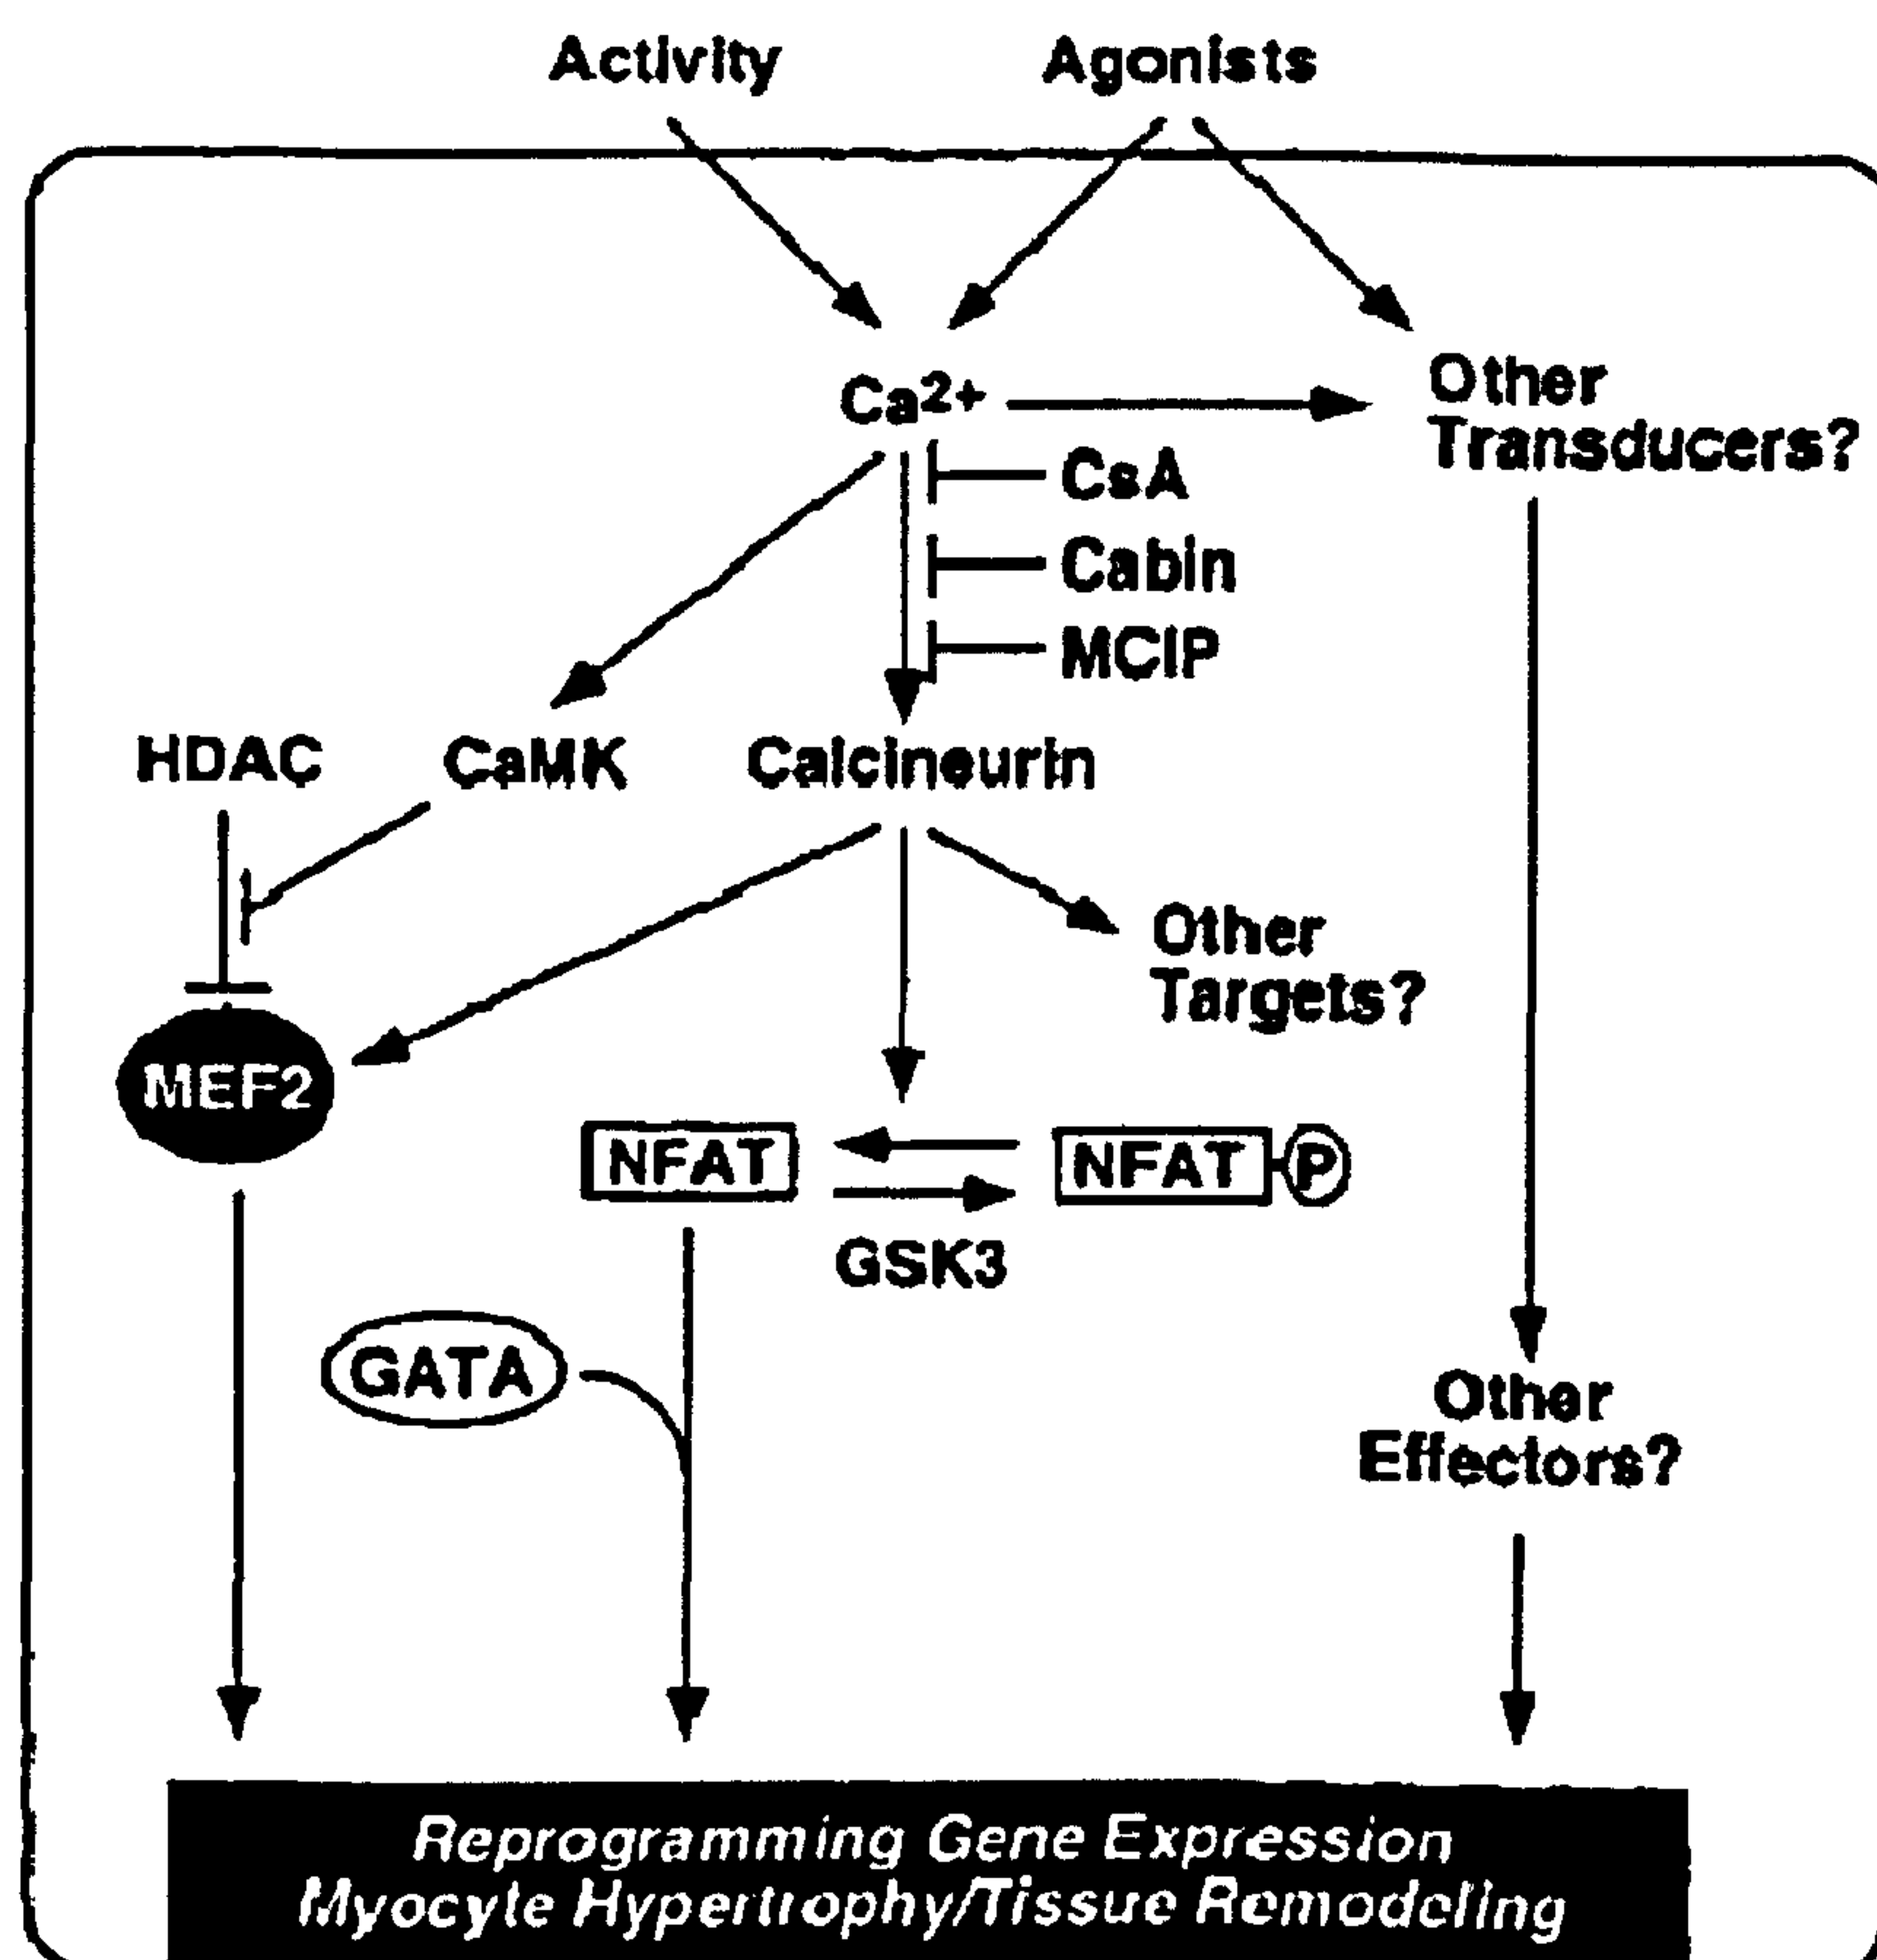 Activity
Agonists
Ca2+
Other
Transducers?
CsA
Cabin
MCIP
HDAC
CaMK
Calcineurin
Other
Targets?
MEF2
NFAT
NFAT
P
GSK3
GATA
Other
Effectors?
Reprogramming Gene Expression
Myocyte Hypertrophy/Tissue Remodeling